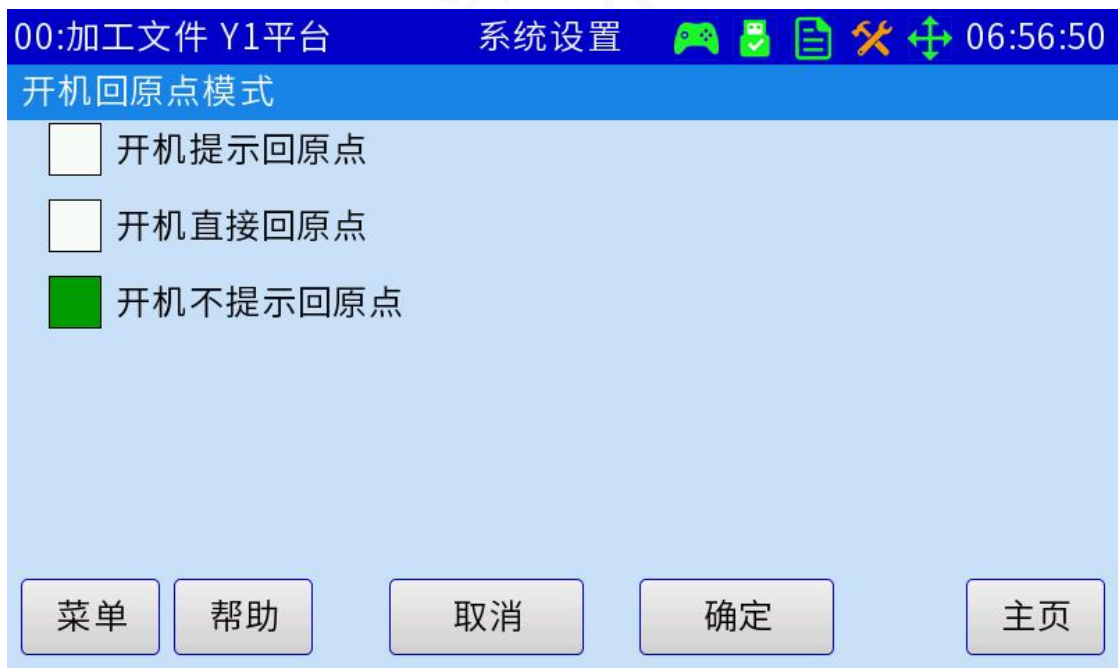 00:加工文件 Y1平台 系统设置 06:56:50
开机回原点模式
开机提示回原点
开机直接回原点
开机不提示回原点
菜单 帮助 取消 确定 主页